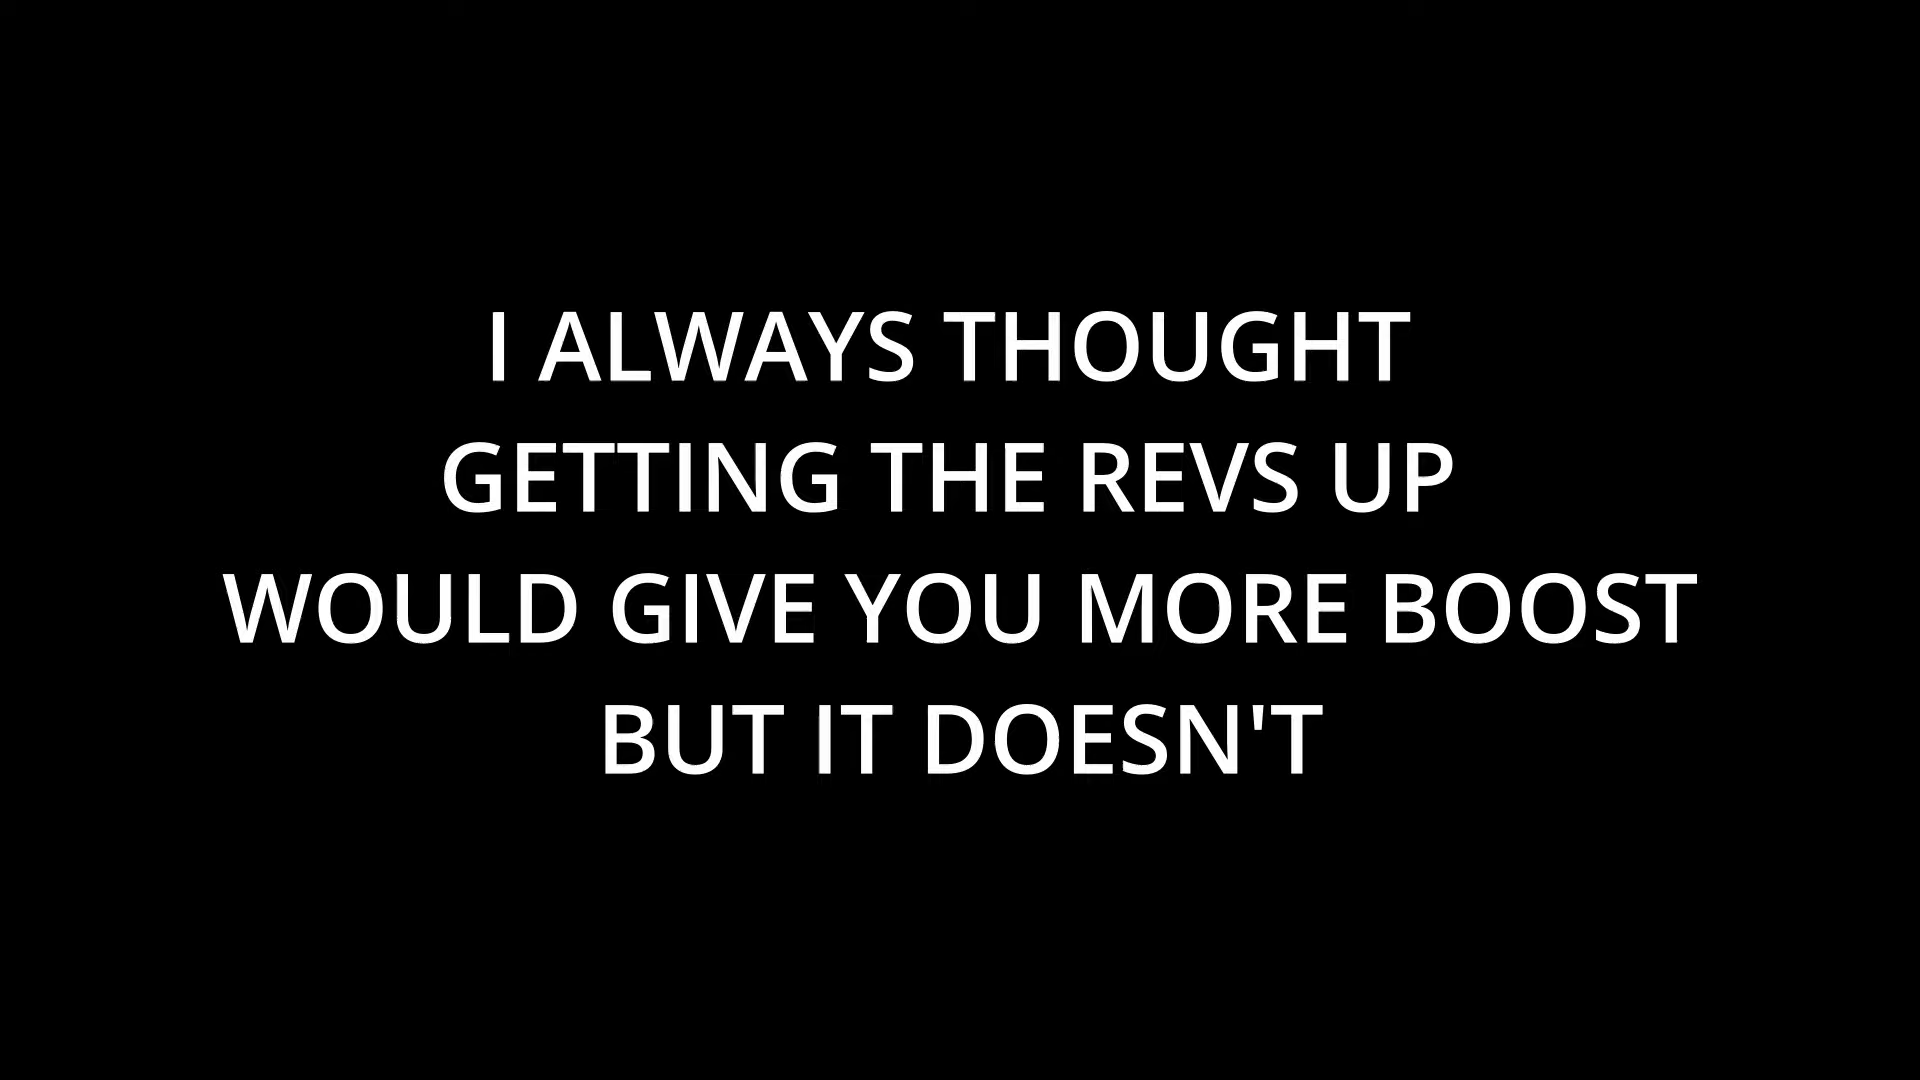 I ALWAYS THOUGHT
GETTING THE REVS UP
WOULD GIVE YOU MORE BOOST
BUT IT DOESN'T